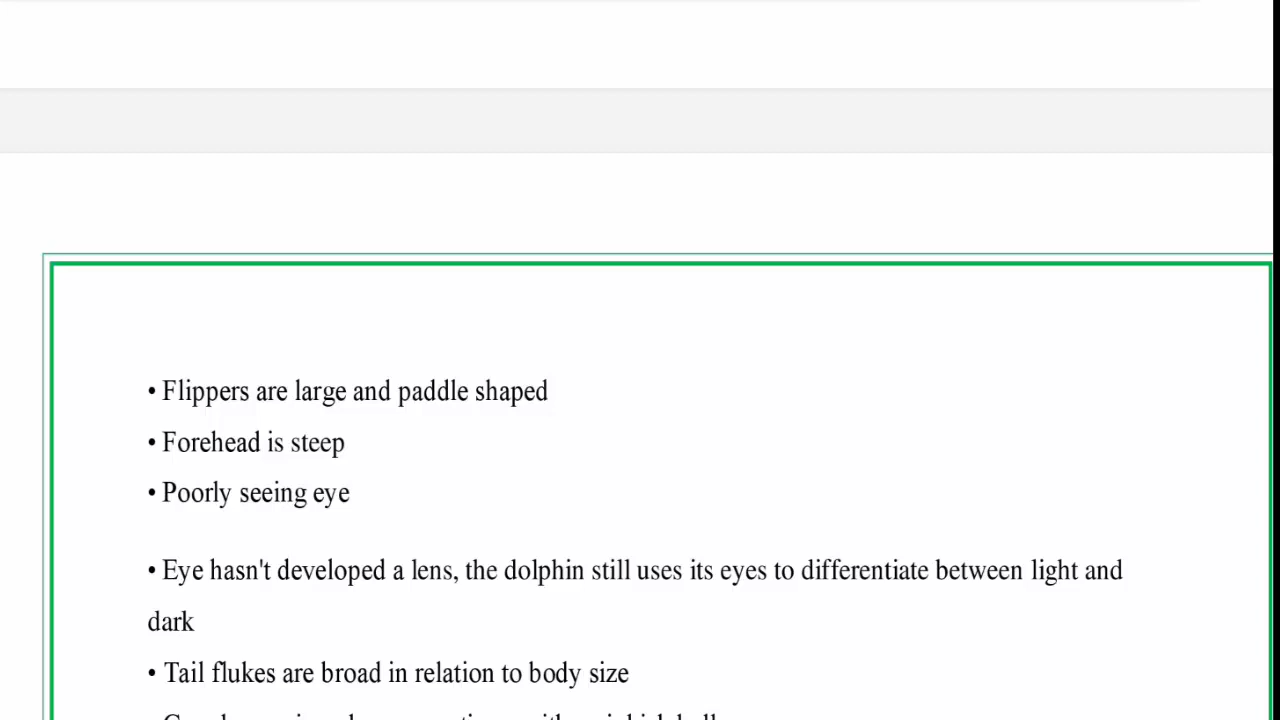 • Flippers are large and paddle shaped
• Forehead is steep
• Poorly seeing eye
• Eye hasn't developed a lens, the dolphin still uses its eyes to differentiate between light and
dark
• Tail flukes are broad in relation to body size